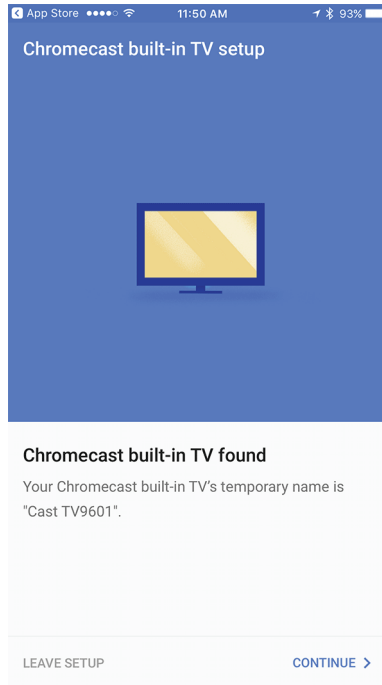 App Store 11:50 AM 93%
Chromecast built-in TV setup
Chromecast built-in TV found
Your Chromecast built-in TV’s temporary name is
"Cast TV9601".
LEAVE SETUP CONTINUE